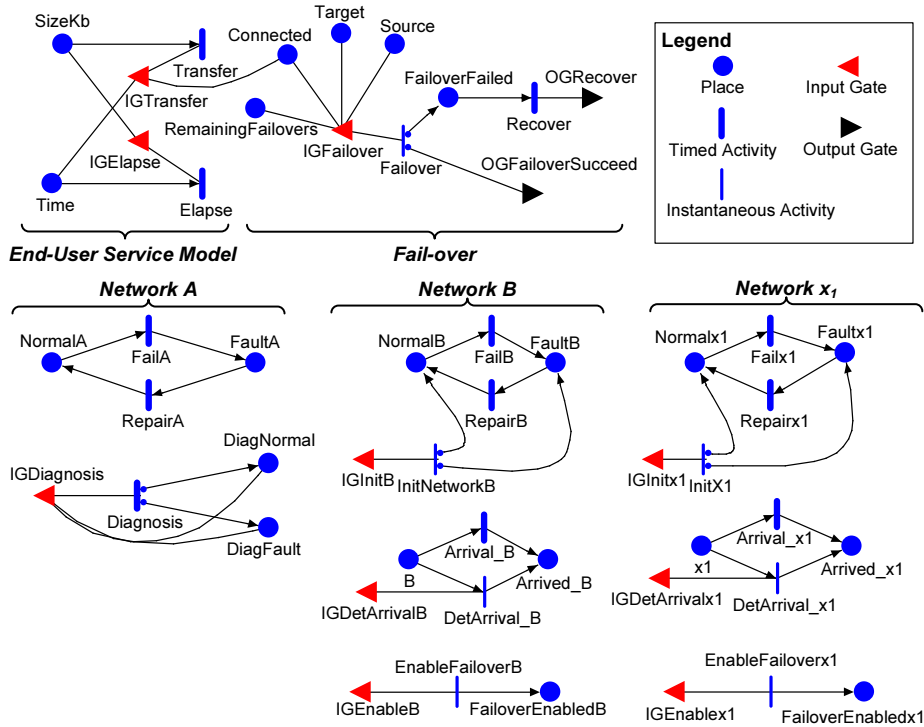 SizeKb
Transfer
IGTransfer
Connected
Target
Source
FailoverFailed
OGRecover
Recover
RemainingFailovers
IGFailover
Failover
OGFailoverSucceed
IGElapse
Time
Elapse
End-User Service Model
Fail-over
Legend
Place
Input Gate
Timed Activity
Output Gate
Instantaneous Activity
Network A
NormalA
FailA
FaultA
RepairA
IGDiagnosis
DiagNormal
Diagnosis
DiagFault
Network B
NormalB
FailB
FaultB
RepairB
IGInitB
InitNetworkB
Arrival_B
B
Arrived_B
IGDetArrivalB
DetArrival_B
EnableFailoverB
IGEnableB
FailoverEnabledB
Network x1
Normalx1
Failx1
Faultx1
Repairx1
IGInitx1
InitX1
Arrival_x1
x1
Arrived_x1
IGDetArrivalx1
DetArrival_x1
EnableFailoverx1
IGEnablex1
FailoverEnabledx1